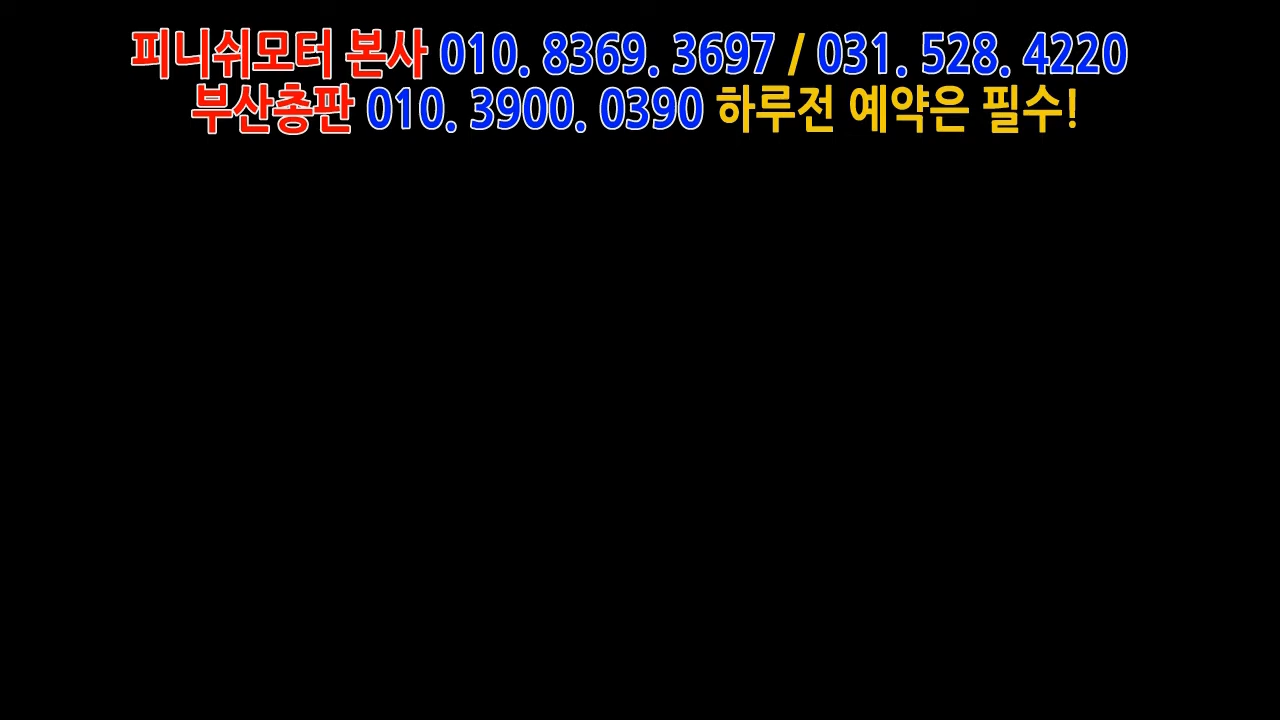 피니쉬모터 본사 010. 8369. 3697 / 031. 528. 4220
부산총판 010. 3900. 0390 하루전 예약은 필수!